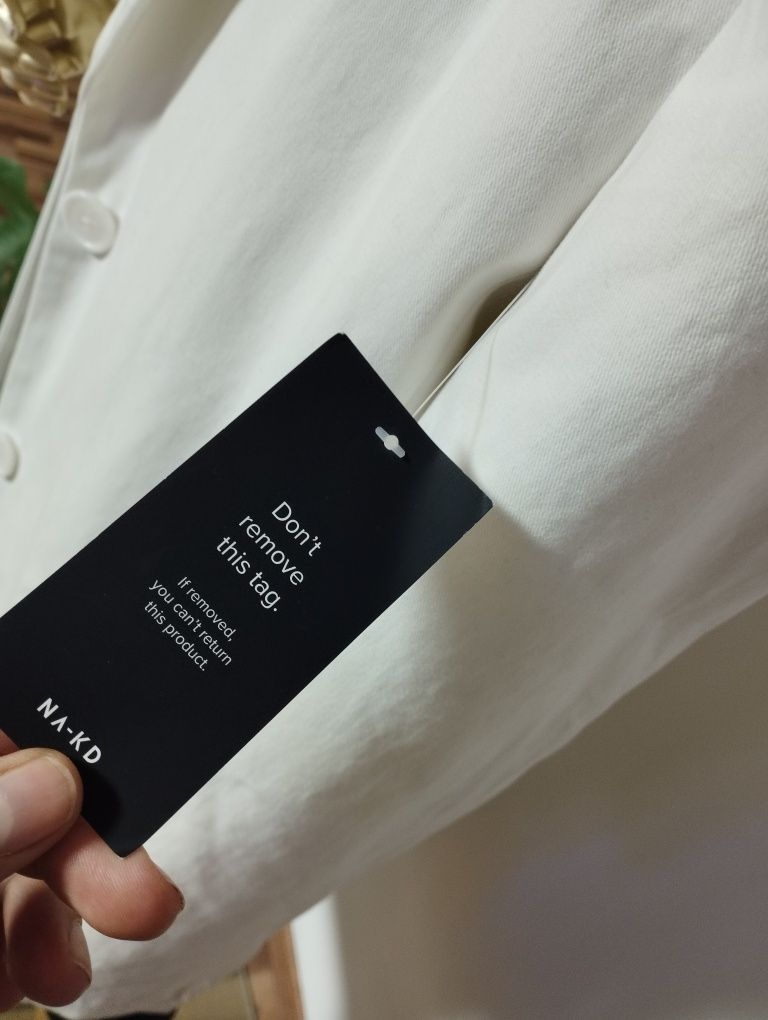 Don't
remove
this tag.
If removed,
you can't return
this product.
NA-KD